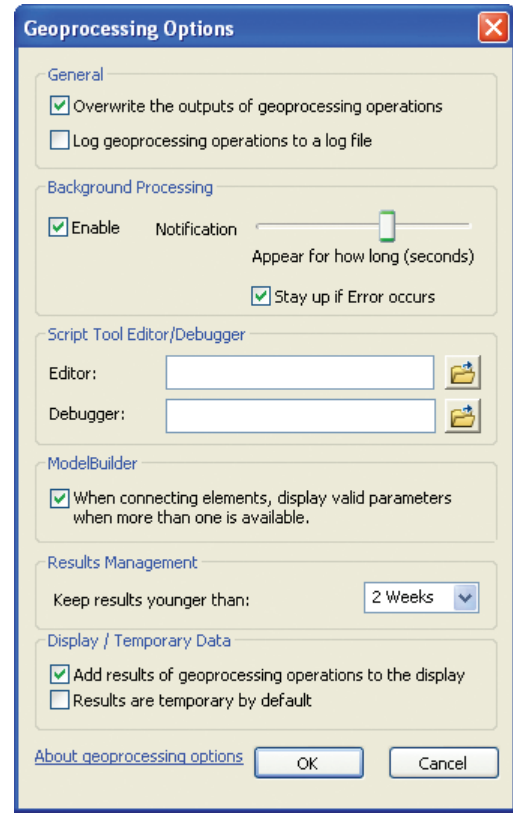 Geoprocessing Options
General
Overwrite the outputs of geoprocessing operations
Log geoprocessing operations to a log file
Background Processing
Enable
Notification
Appear for how long (seconds)
Stay up if Error occurs
Script Tool Editor/Debugger
Editor:
Debugger:
ModelBuilder
When connecting elements, display valid parameters
when more than one is available.
Results Management
Keep results younger than:
2 Weeks
Display / Temporary Data
Add results of geoprocessing operations to the display
Results are temporary by default
About geoprocessing options
OK
Cancel